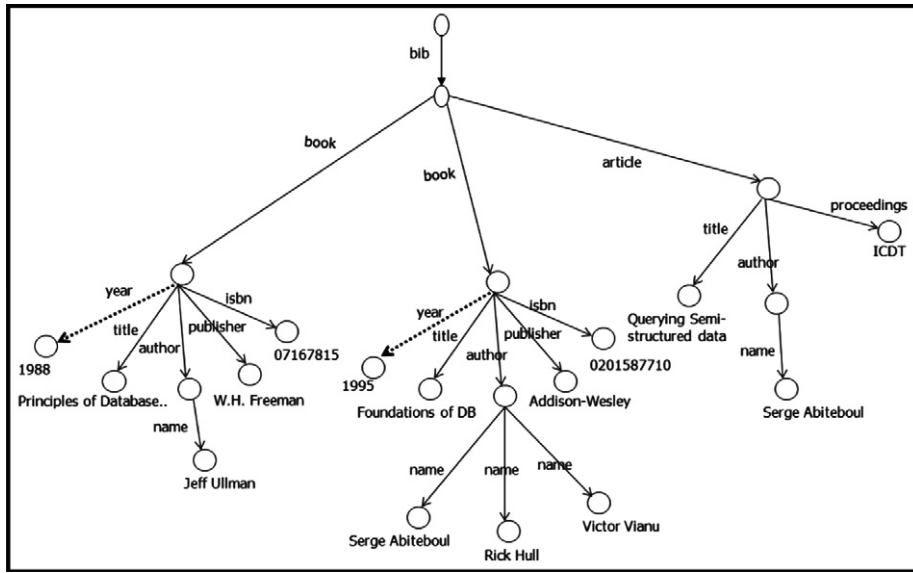 bib
book
book
article
title
author
proceedings
ICDT
Querying Semi-
structured data
name
Serge Abiteboul
year
title
author
publisher
isbn
1988
Principles of Database..
W.H. Freeman
07167815
name
Jeff Ullman
year
title
author
publisher
isbn
1995
Foundations of DB
Addison-Wesley
0201587710
name
name
name
Serge Abiteboul
Rick Hull
Victor Vianu